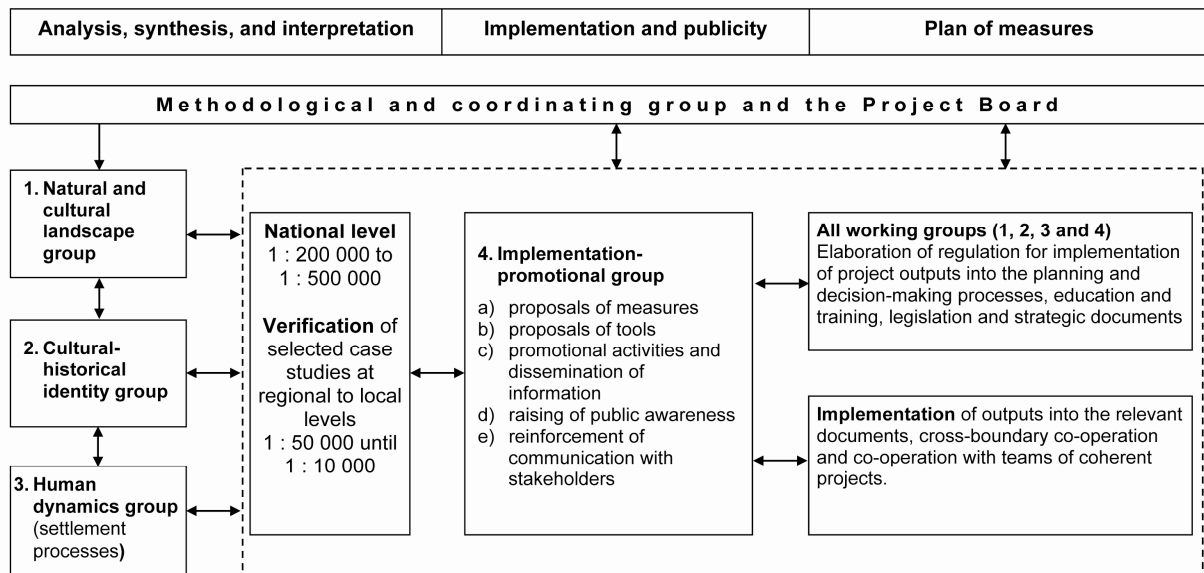 Analysis, synthesis, and interpretation
Implementation and publicity
Plan of measures
Methodological and coordinating group and the Project Board
1. Natural and
cultural
landscape
group
2. Cultural-
historical
identity group
3. Human
dynamics group
(settlement
processes)
National level
1 : 200 000 to
1 : 500 000
Verification of
selected case
studies at
regional to local
levels
1 : 50 000 until
1 : 10 000
4. Implementation-
promotional group
a) proposals of measures
b) proposals of tools
c) promotional activities and
dissemination of
information
d) raising of public awareness
e) reinforcement of
communication with
stakeholders
All working groups (1, 2, 3 and 4)
Elaboration of regulation for implementation
of project outputs into the planning and
decision-making processes, education and
training, legislation and strategic documents
Implementation of outputs into the relevant
documents, cross-boundary co-operation
and co-operation with teams of coherent
projects.